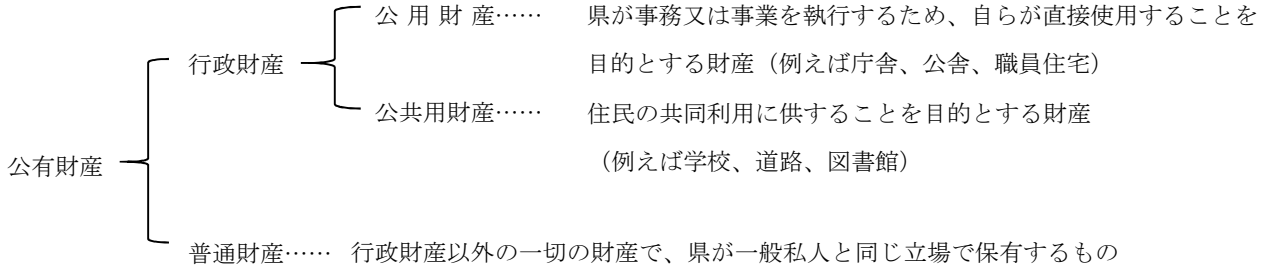 公 用 財 産…… 県が事務又は事業を執行するため、自らが直接使用することを
行政財産 目的とする財産（例えば庁舎、公舎、職員住宅）
公共用財産…… 住民の共同利用に供することを目的とする財産
公有財産 （例えば学校、道路、図書館）
普通財産…… 行政財産以外の一切の財産で、県が一般私人と同じ立場で保有するもの